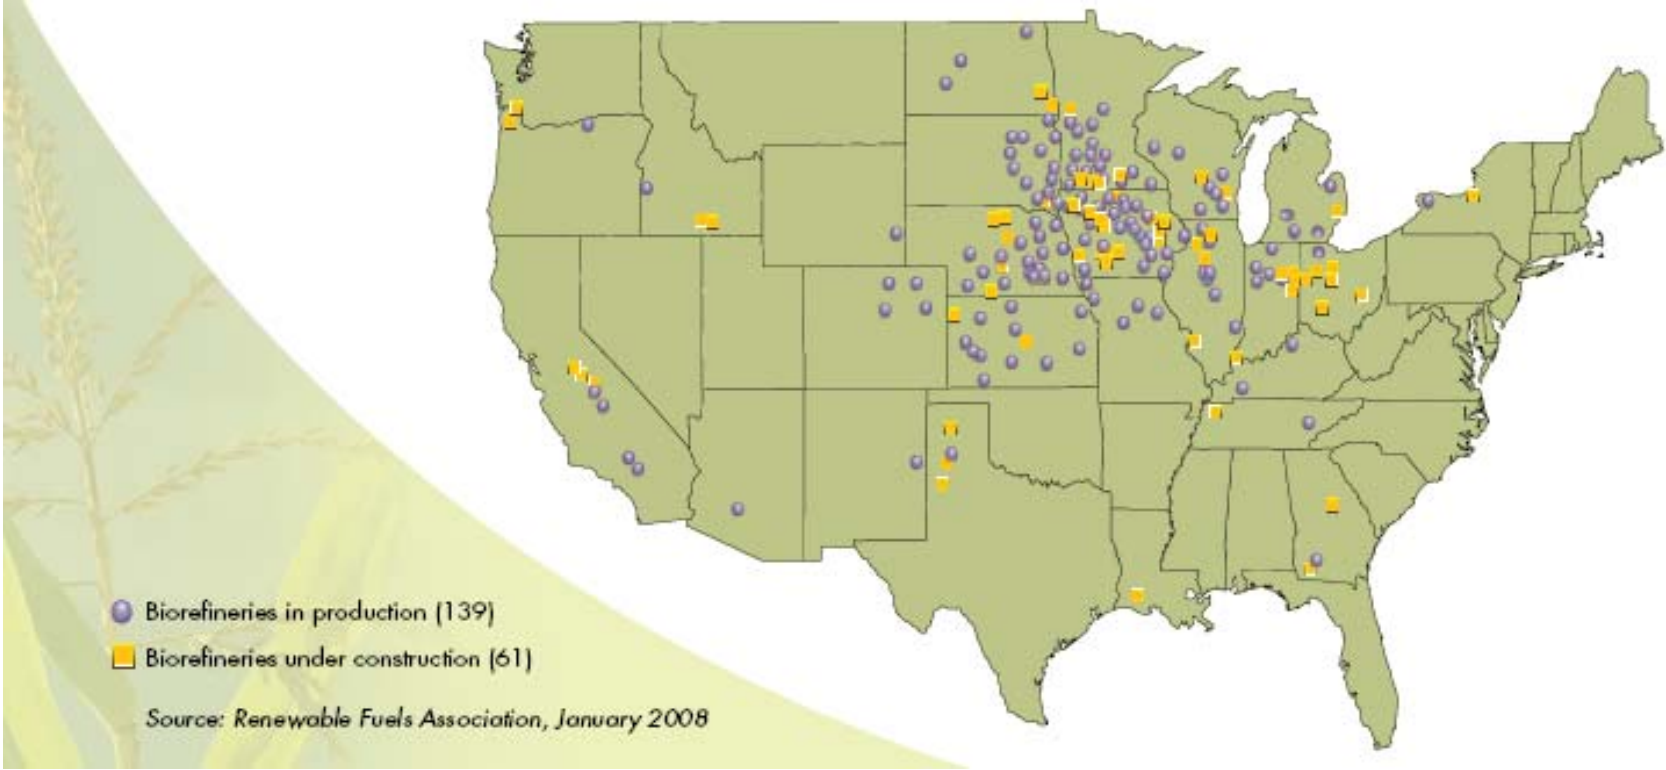 Biorefineries in production (139)
Biorefineries under construction (61)
Source: Renewable Fuels Association, January 2008